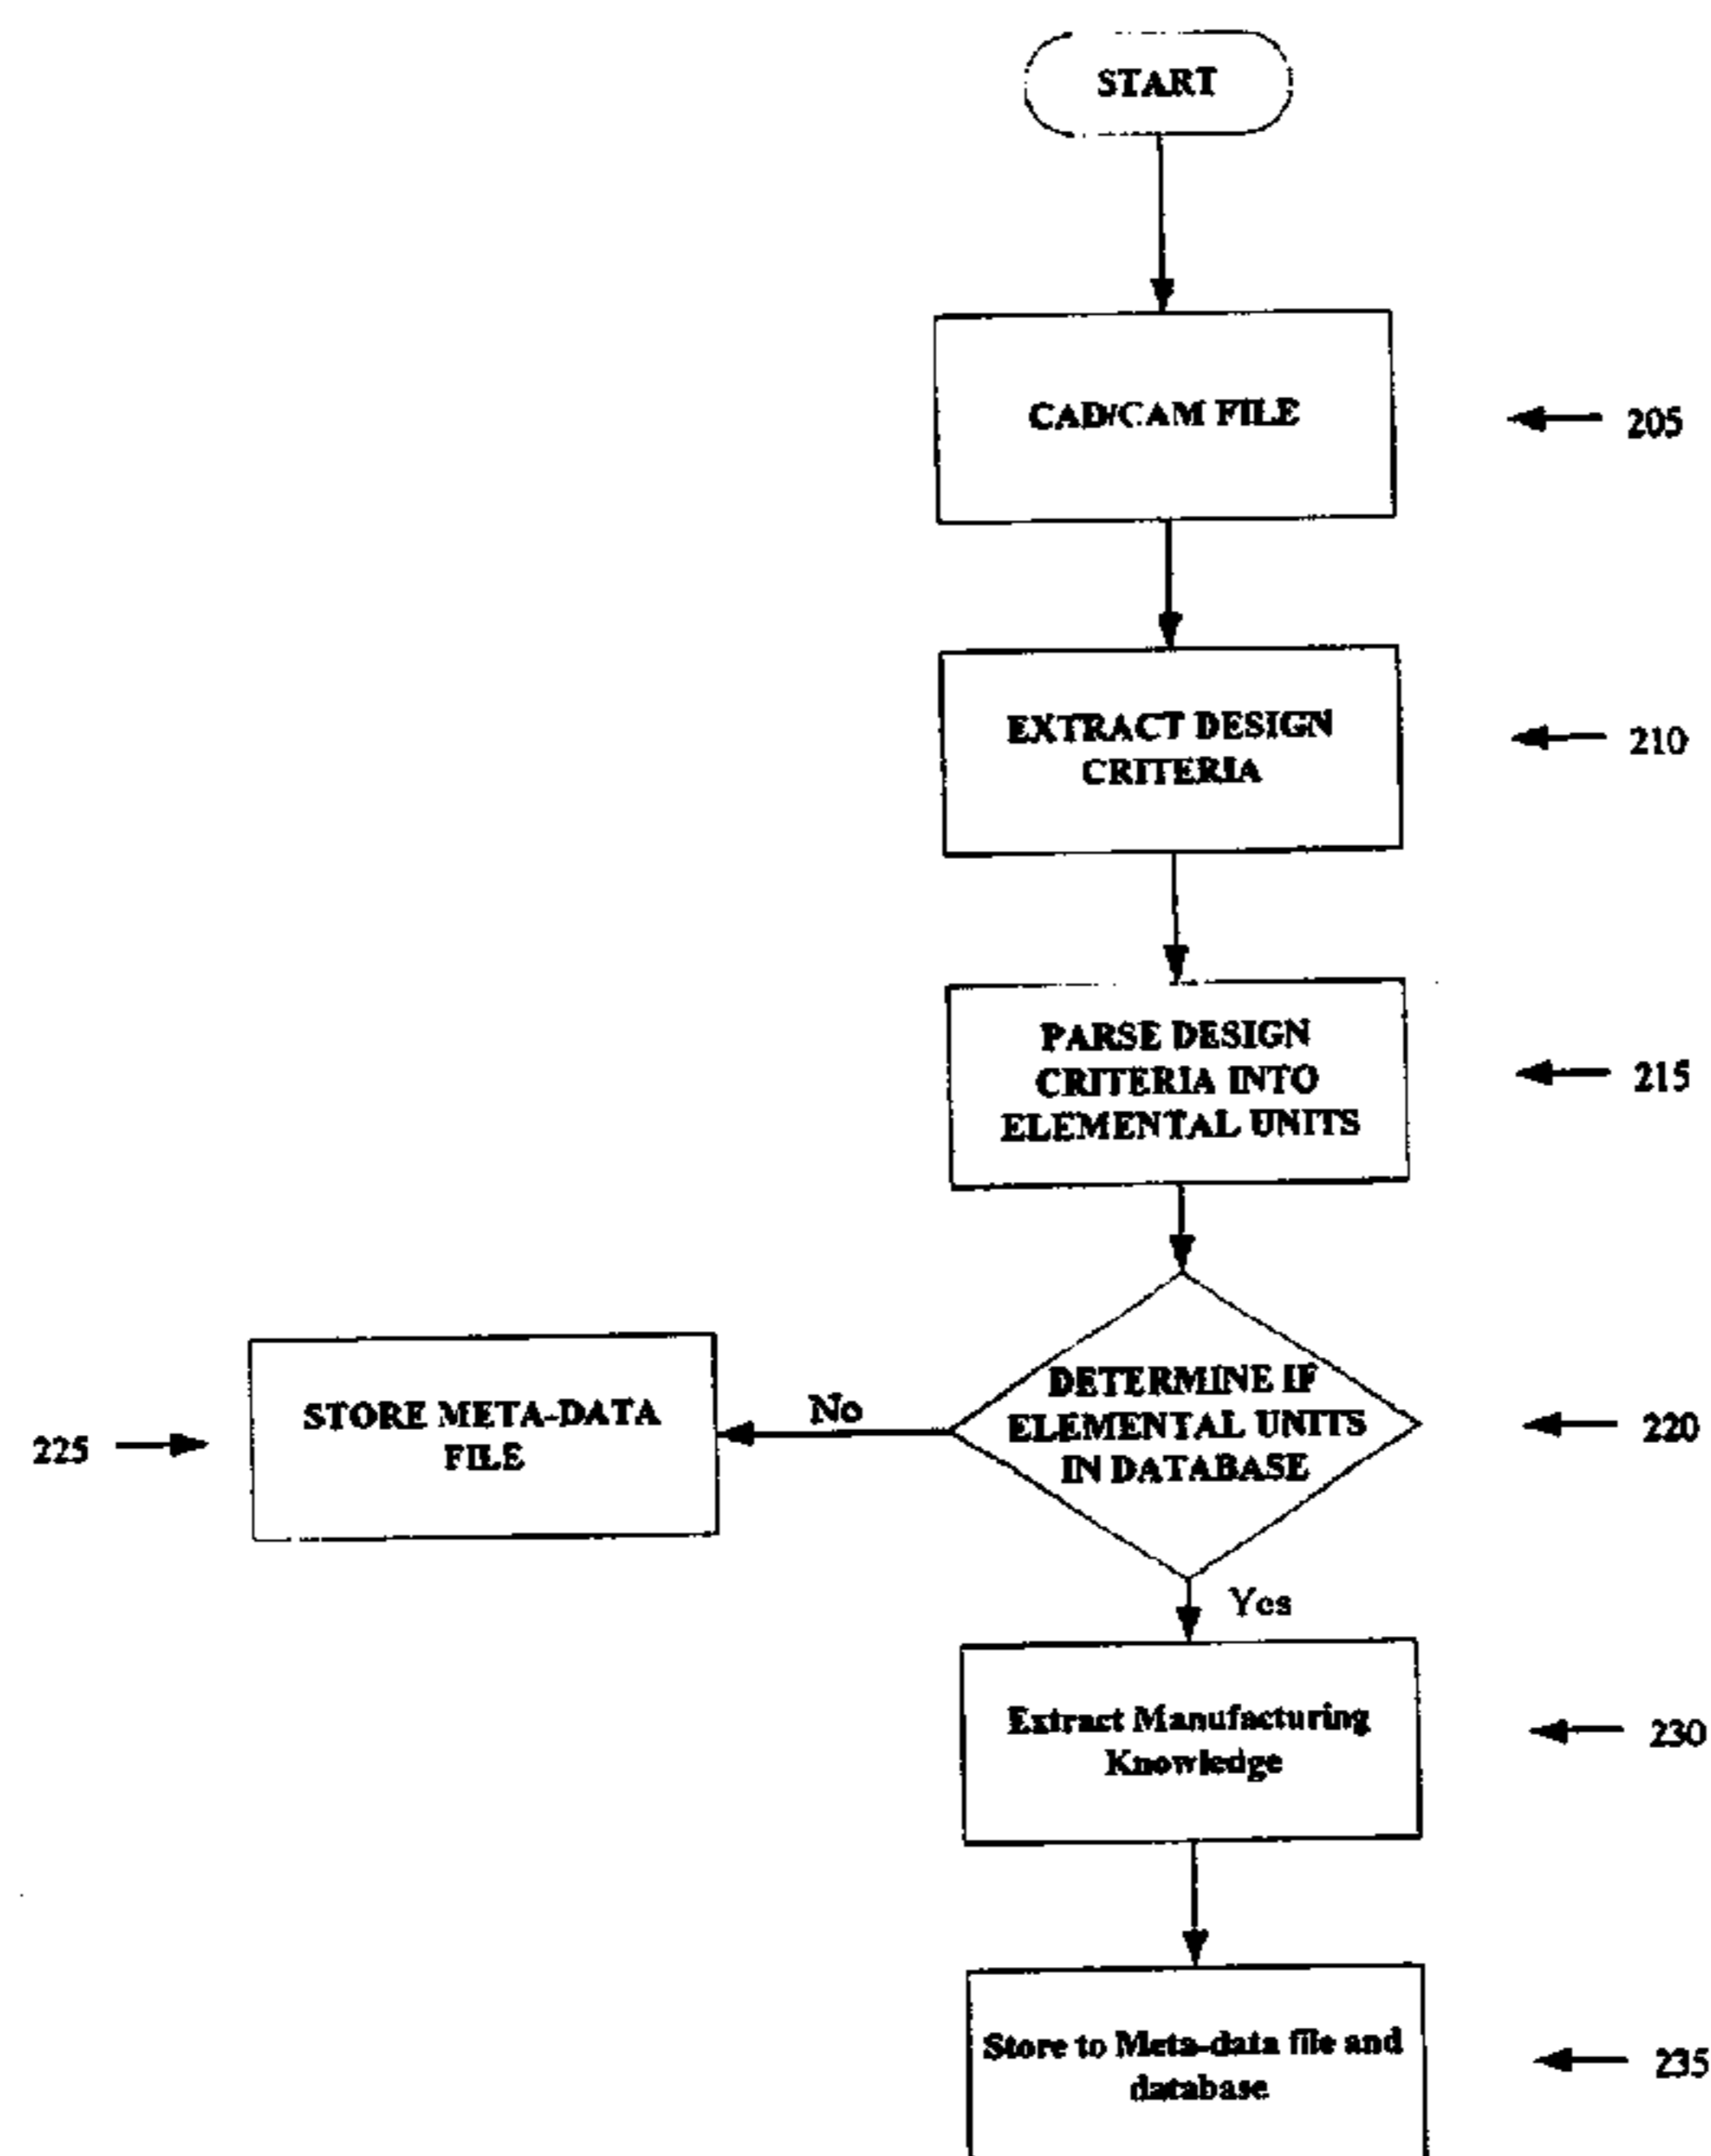 START
CAD/CAM FILE
205
EXTRACT DESIGN
CRITERIA
210
PARSE DESIGN
CRITERIA INTO
ELEMENTAL UNITS
215
DETERMINE IF
ELEMENTAL UNITS
IN DATABASE
220
No
STORE META-DATA
FILE
225
Yes
Extract Manufacturing
Knowledge
230
Store to Meta-data file and
database
235